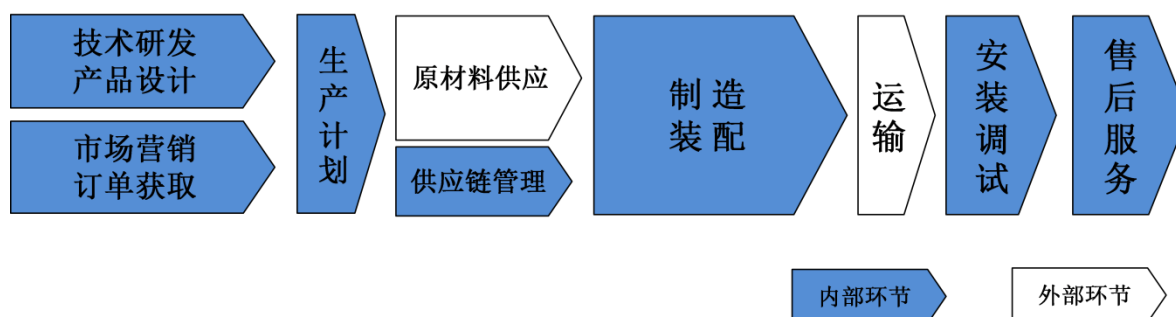 技术研发
产品设计
市场营销
订单获取
生产计划
原材料供应
供应链管理
制造
装配
运输
安装调试
售后服务
内部环节
外部环节